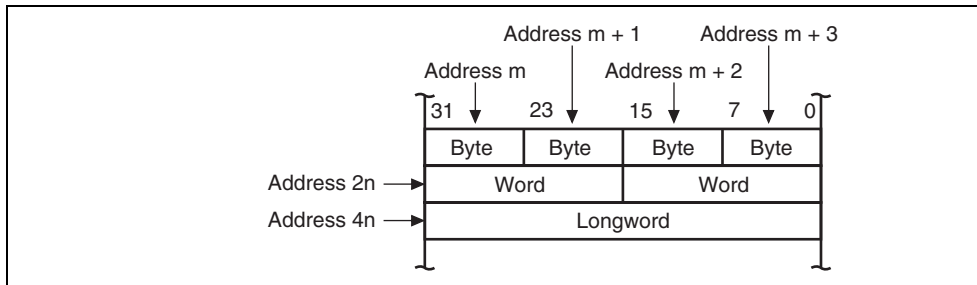 Address m + 1 Address m + 3
Address m Address m + 2
31 23 15 7 0
Byte Byte Byte Byte
Address 2n Word Word
Address 4n Longword